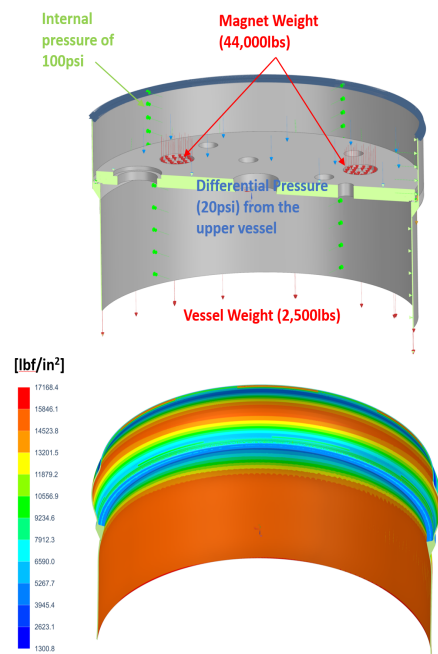 Internal
pressure of
100psi
Magnet Weight
(44,000lbs)
Differential Pressure
(20psi) from the
upper vessel
Vessel Weight (2,500lbs)
[lbf/in²]
17168.4
15846.1
14523.8
13201.5
11879.2
10556.9
9234.6
7912.3
6590.0
5267.7
3945.4
2623.1
1300.8